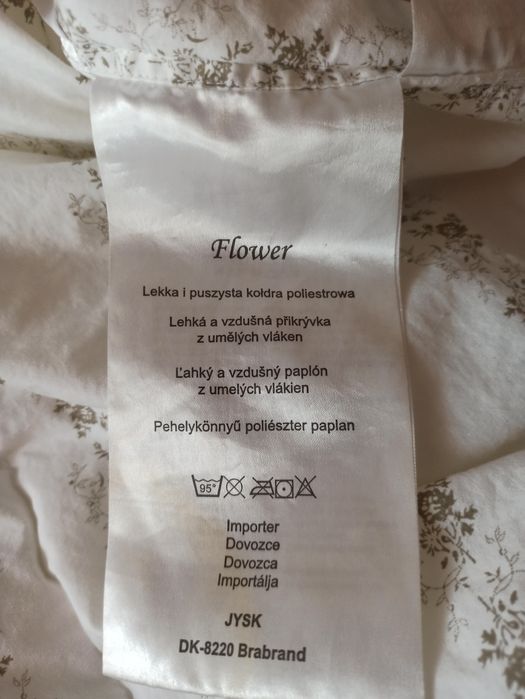 Flower
Lekka i puszysta kołdra poliestrowa
Lehká a vzdušná přikrývka
z umělých vláken
Ľahký a vzdušný paplón
z umelých vlákien
Pehelykönnyű poliészter paplan
95°
Importer
Dovozce
Dovozca
Importálja
JYSK
DK-8220 Brabrand